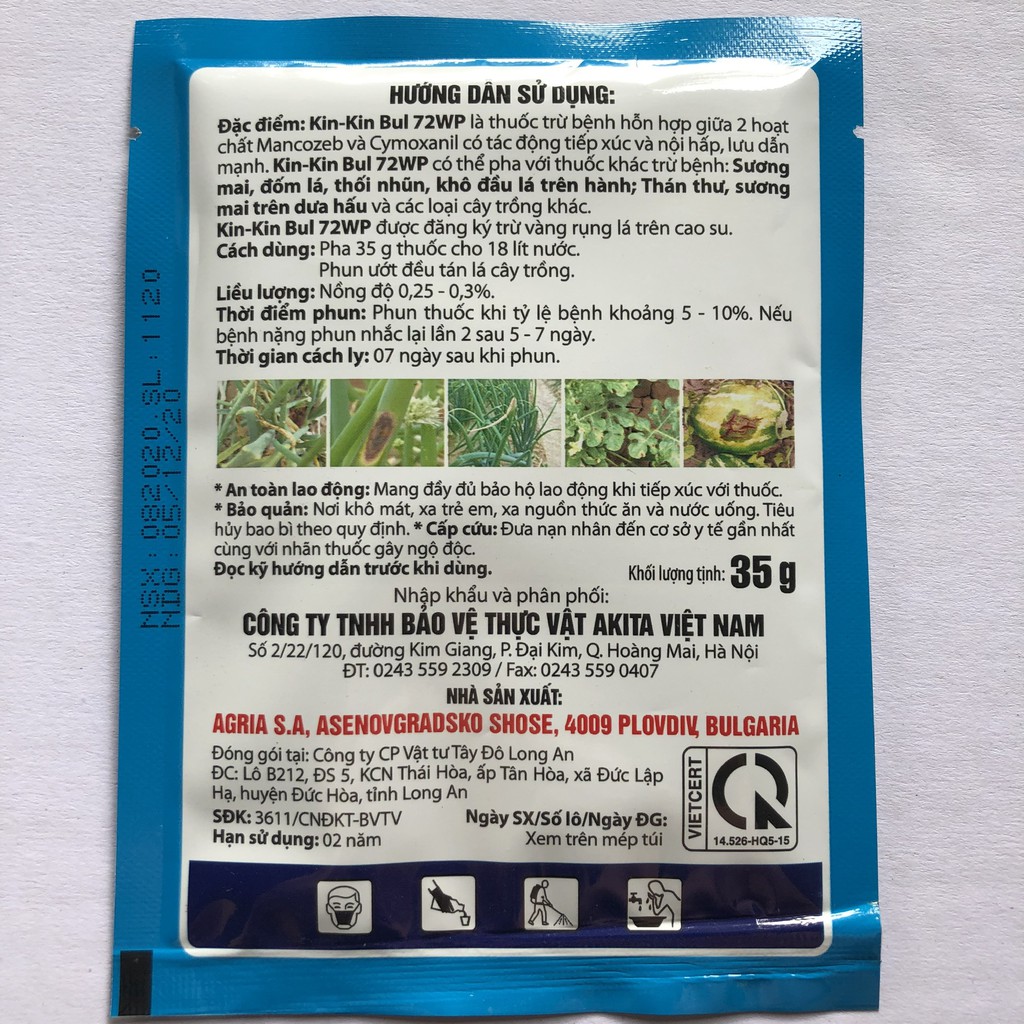 HƯỚNG DẪN SỬ DỤNG:
Đặc điểm: Kin-Kin Bul 72WP là thuốc trừ bệnh hỗn hợp giữa 2 hoạt
chất Mancozeb và Cymoxanil có tác động tiếp xúc và nội hấp, lưu dẫn
mạnh. Kin-Kin Bul 72WP có thể pha với thuốc khác trừ bệnh: Sương
mai, đốm lá, thối nhũn, khô đầu lá trên hành; Thán thư, sương
mai trên dưa hấu và các loại cây trồng khác.
Kin-Kin Bul 72WP được đăng ký trừ vàng rụng lá trên cao su.
Cách dùng: Pha 35 g thuốc cho 18 lít nước.
Phun ướt đều tán lá cây trồng.
Liều lượng: Nồng độ 0,25 - 0,3%.
Thời điểm phun: Phun thuốc khi tỷ lệ bệnh khoảng 5 - 10%. Nếu
bệnh nặng phun nhắc lại lần 2 sau 5 - 7 ngày.
Thời gian cách ly: 07 ngày sau khi phun.
* An toàn lao động: Mang đầy đủ bảo hộ lao động khi tiếp xúc với thuốc.
* Bảo quản: Nơi khô mát, xa trẻ em, xa nguồn thức ăn và nước uống. Tiêu
hủy bao bì theo quy định. * Cấp cứu: Đưa nạn nhân đến cơ sở y tế gần nhất
cùng với nhãn thuốc gây ngộ độc.
Đọc kỹ hướng dẫn trước khi dùng.
Khối lượng tịnh: 35 g
Nhập khẩu và phân phối:
CÔNG TY TNHH BẢO VỆ THỰC VẬT AKITA VIỆT NAM
Số 2/22/120, đường Kim Giang, P. Đại Kim, Q. Hoàng Mai, Hà Nội
ĐT: 0243 559 2309 / Fax: 0243 559 0407
NHÀ SẢN XUẤT:
AGRIA S.A, ASENOVGRADSKO SHOSE, 4009 PLOVDIV, BULGARIA
Đóng gói tại: Công ty CP Vật tư Tây Đô Long An
ĐC: Lô B212, ĐS 5, KCN Thái Hòa, ấp Tân Hòa, xã Đức Lập
Hạ, huyện Đức Hòa, tỉnh Long An
SĐK: 3611/CNĐKT-BVTV
Hạn sử dụng: 02 năm
Ngày SX/Số lô/Ngày ĐG:
Xem trên mép túi
VIETCERT
14.526-HQ5-15
NSX: 082020.SL: 1120
NDG: 05/12/20